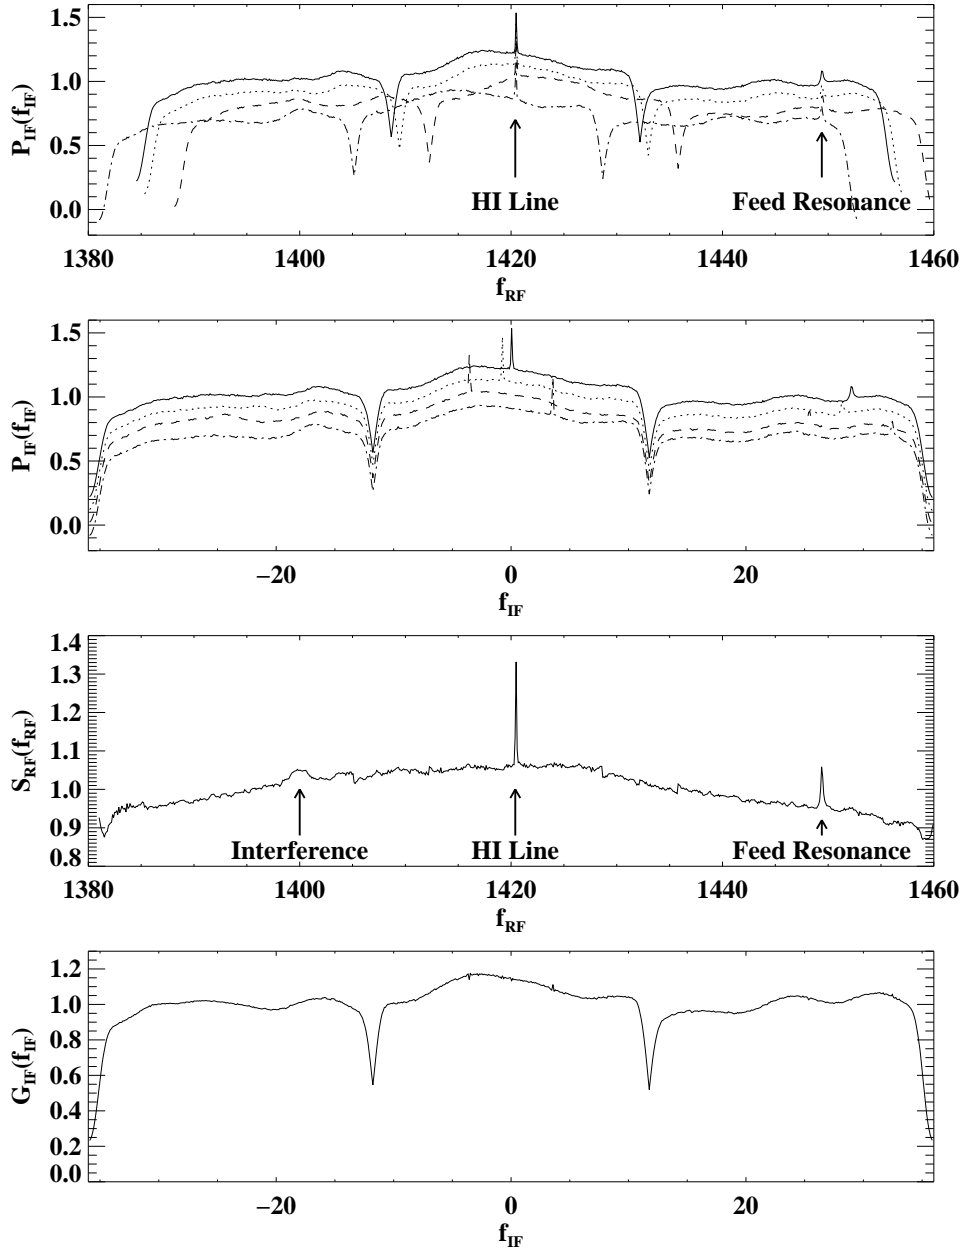 P_IF(f_IF)
1.5
1.0
0.5
0.0
HI Line
Feed Resonance
1380
1400
1420
1440
1460
f_RF
P_IF(f_IF)
1.5
1.0
0.5
0.0
−20
0
20
f_IF
S_RF(f_RF)
1.4
1.3
1.2
1.1
1.0
0.9
0.8
Interference
HI Line
Feed Resonance
1380
1400
1420
1440
1460
f_RF
G_IF(f_IF)
1.2
1.0
0.8
0.6
0.4
0.2
0.0
−20
0
20
f_IF